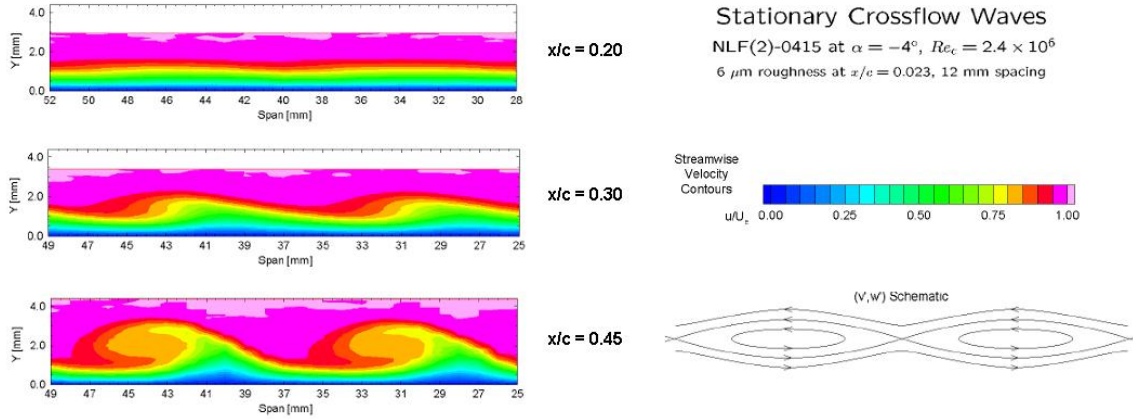 Stationary Crossflow Waves
NLF(2)-0415 at α = −4°, Re_c = 2.4 × 10⁶
6 μm roughness at x/c = 0.023, 12 mm spacing
Y [mm]
4.0
2.0
0.0
52 50 48 46 44 42 40 38 36 34 32 30 28
Span [mm]
x/c = 0.20
Y [mm]
4.0
2.0
0.0
49 47 45 43 41 39 37 35 33 31 29 27 25
Span [mm]
x/c = 0.30
Y [mm]
4.0
2.0
0.0
49 47 45 43 41 39 37 35 33 31 29 27 25
Span [mm]
x/c = 0.45
Streamwise
Velocity
Contours
u/U_e 0.00 0.25 0.50 0.75 1.00
(v',w') Schematic